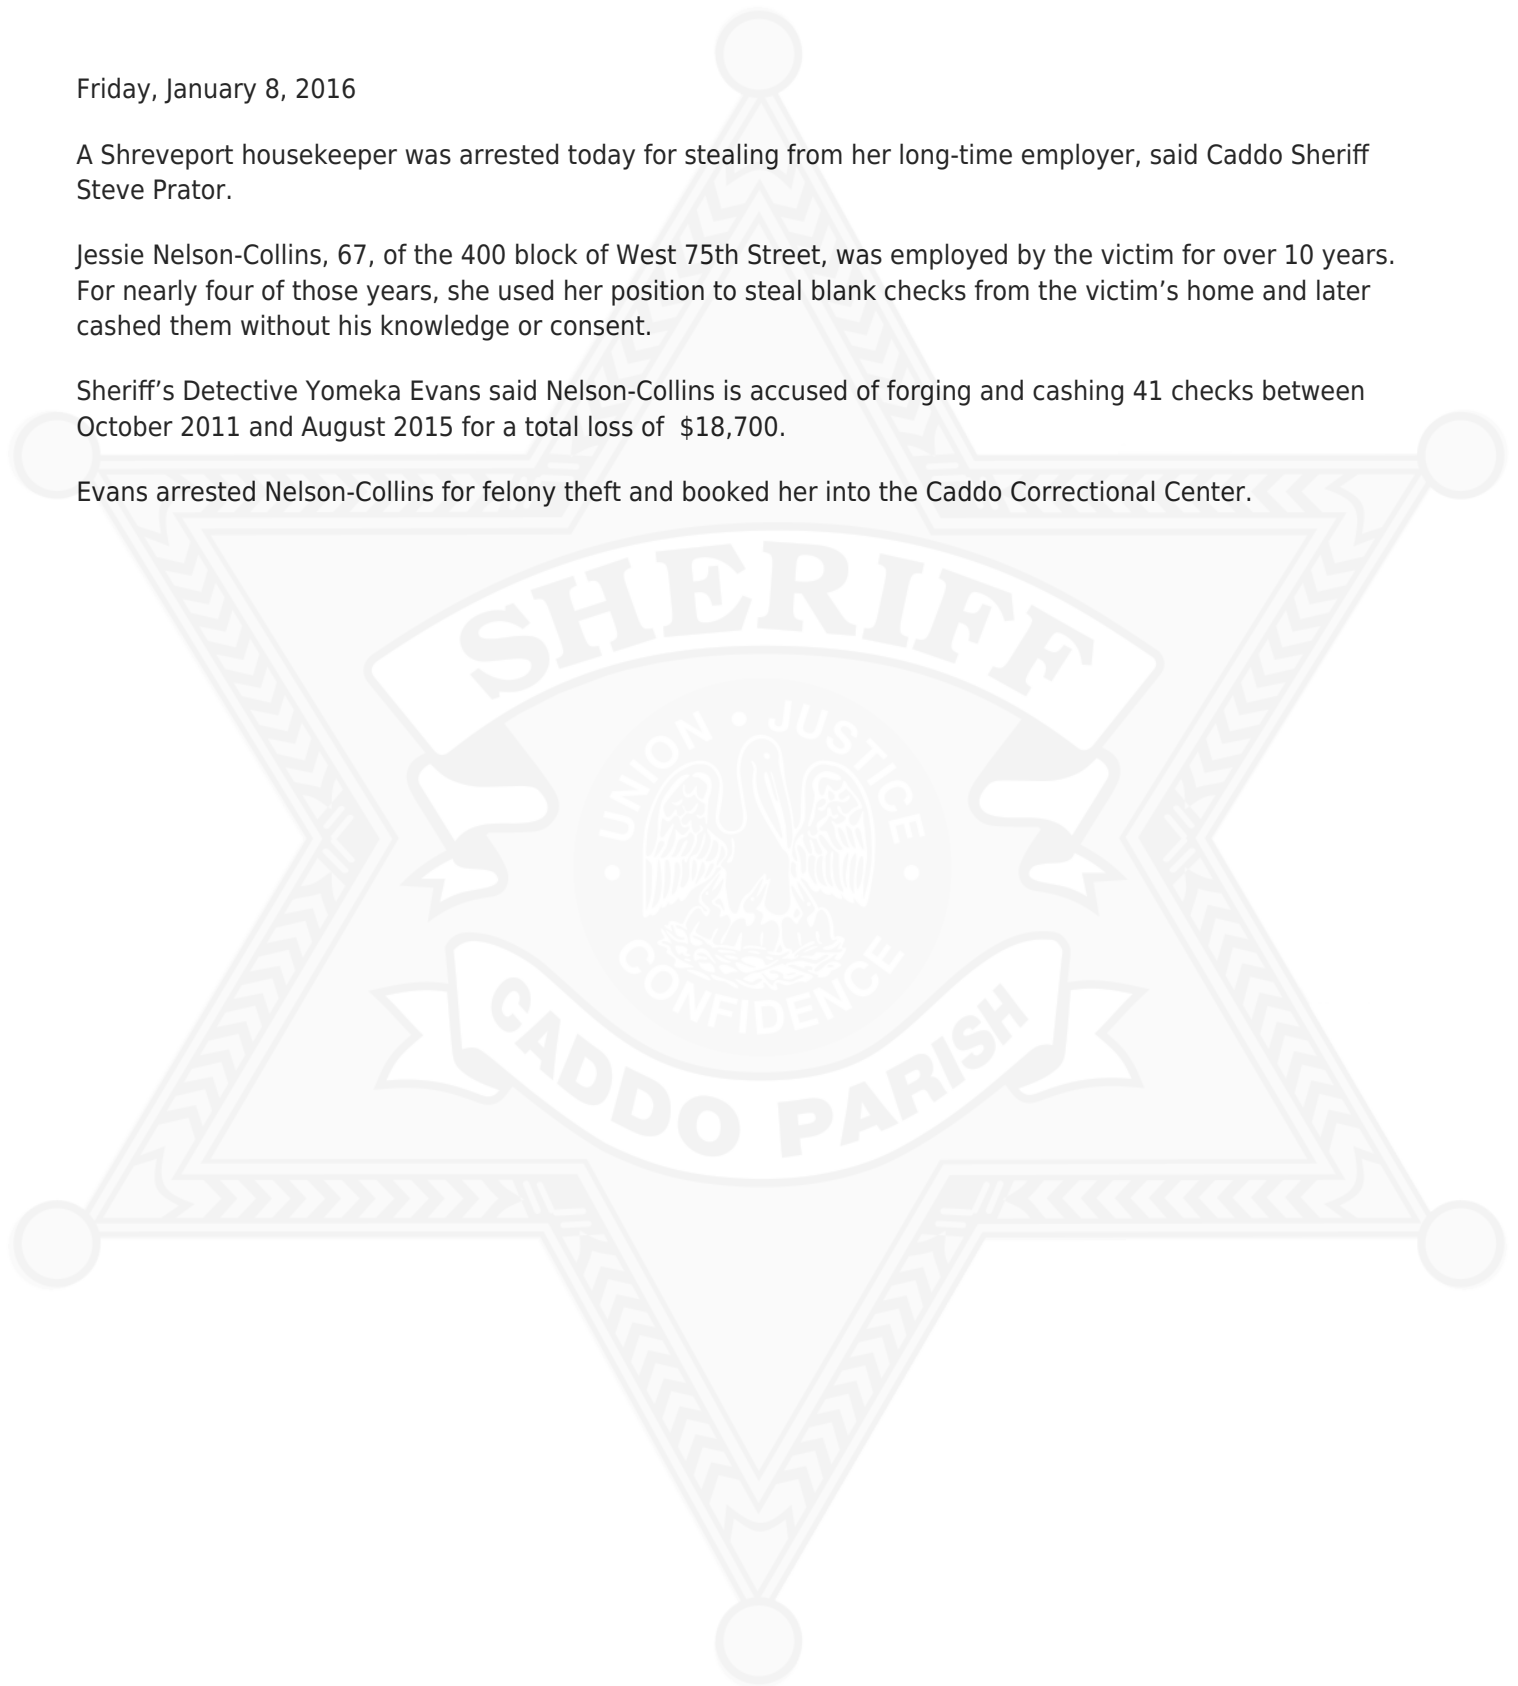 Friday, January 8, 2016
A Shreveport housekeeper was arrested today for stealing from her long-time employer, said Caddo Sheriff
Steve Prator.
Jessie Nelson-Collins, 67, of the 400 block of West 75th Street, was employed by the victim for over 10 years.
For nearly four of those years, she used her position to steal blank checks from the victim’s home and later
cashed them without his knowledge or consent.
Sheriff’s Detective Yomeka Evans said Nelson-Collins is accused of forging and cashing 41 checks between
October 2011 and August 2015 for a total loss of  $18,700.
Evans arrested Nelson-Collins for felony theft and booked her into the Caddo Correctional Center.
SHERIFF
UNION • JUSTICE
• CONFIDENCE •
CADDO PARISH